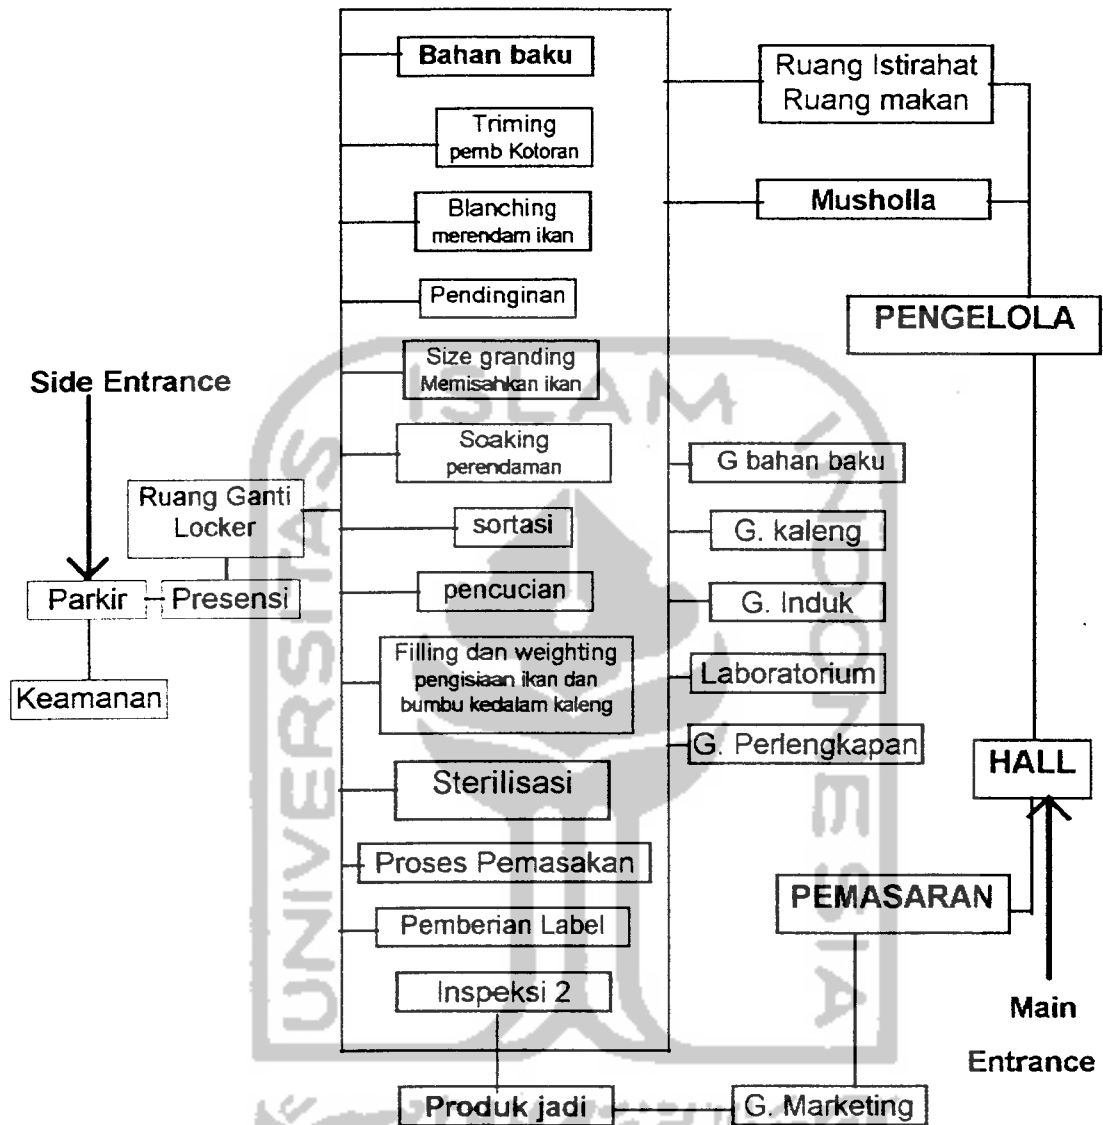 Bahan baku
Triming
pemb Kotoran
Blanching
merendam ikan
Pendinginan
Size granding
Memisahkan ikan
Soaking
perendaman
sortasi
pencucian
Filling dan weighting
pengisiaan ikan dan
bumbu kedalam kaleng
Sterilisasi
Proses Pemasakan
Pemberian Label
Inspeksi 2
Produk jadi
Side Entrance
Ruang Ganti
Locker
Parkir
Presensi
Keamanan
Ruang Istirahat
Ruang makan
Musholla
PENGELOLA
G bahan baku
G. kaleng
G. Induk
Laboratorium
G. Perlengkapan
HALL
PEMASARAN
Main
Entrance
G. Marketing
UNIVERSITAS
ISLAM
INDONESIA